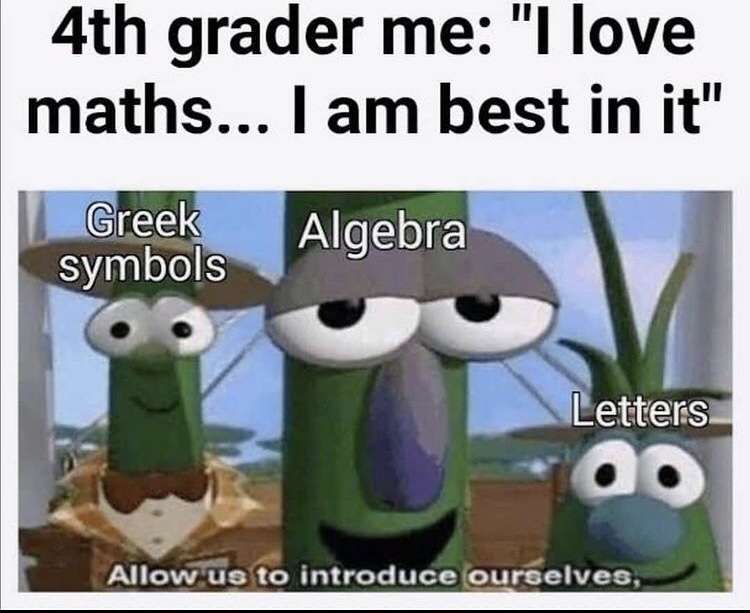 4th grader me: "I love
maths... I am best in it"
Greek
symbols
Algebra
Letters
Allow us to introduce ourselves,